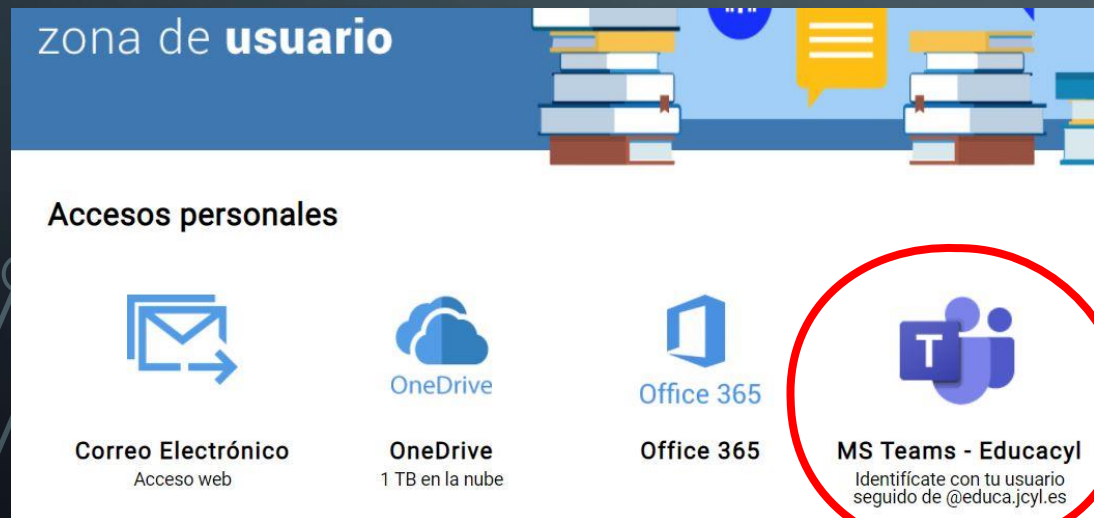 zona de usuario
Accesos personales
OneDrive
Office 365
T
Correo Electrónico
Acceso web
OneDrive
1 TB en la nube
Office 365
MS Teams - Educacyl
Identifícate con tu usuario
seguido de @educa.jcyl.es